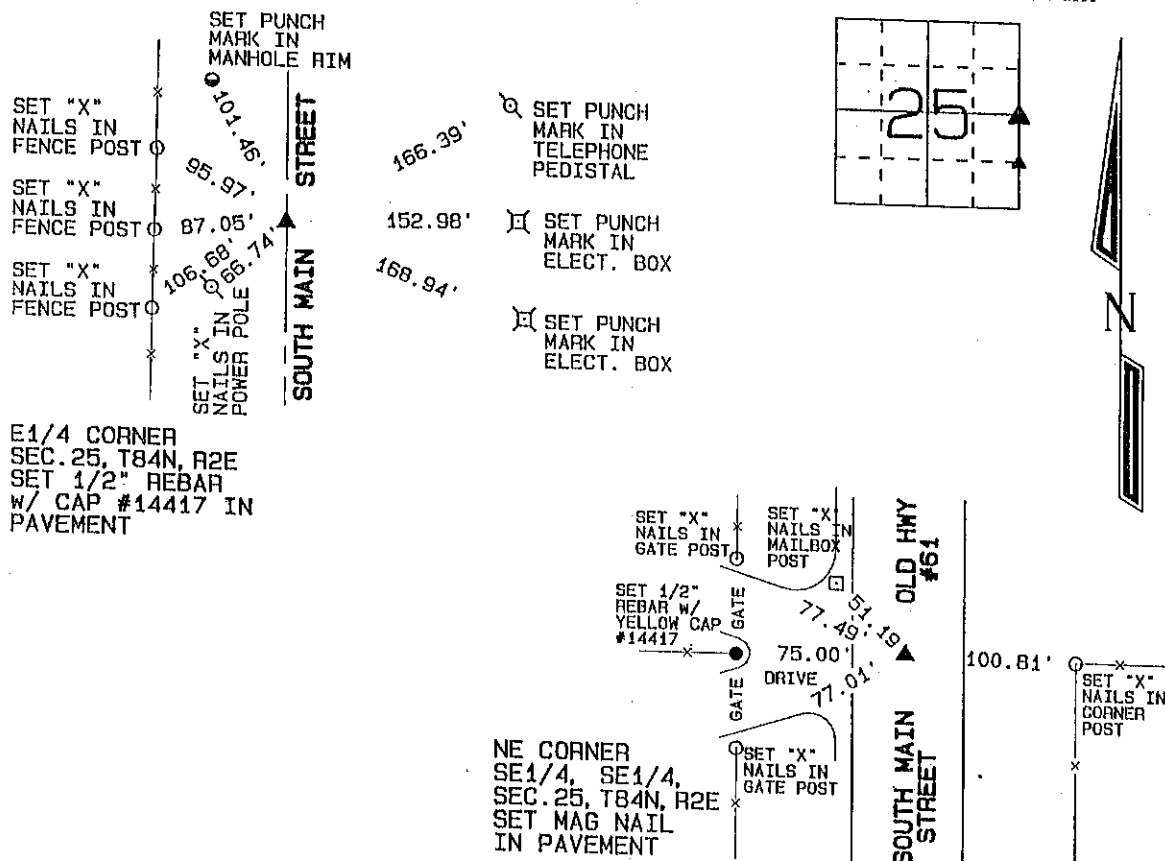 SET PUNCH
MARK IN
MANHOLE RIM
SET "X"
NAILS IN
FENCE POST
101.46'
95.97'
STREET
SET "X"
NAILS IN
FENCE POST
87.05'
SET "X"
NAILS IN
FENCE POST
106.68'
66.74'
SET "X"
NAILS IN
POWER POLE
SOUTH MAIN
166.39'
SET PUNCH
MARK IN
TELEPHONE
PEDISTAL
152.98'
SET PUNCH
MARK IN
ELECT. BOX
168.94'
SET PUNCH
MARK IN
ELECT. BOX
25
N
E1/4 CORNER
SEC.25, T84N, R2E
SET 1/2" REBAR
W/ CAP #14417 IN
PAVEMENT
SET "X"
NAILS IN
GATE POST
SET "X"
NAILS IN
MAILBOX
POST
OLD HWY
#61
SET 1/2"
REBAR W/
YELLOW CAP
#14417
GATE
77.49'
51.19'
75.00'
DRIVE
77.01'
GATE
100.81'
SET "X"
NAILS IN
CORNER
POST
SET "X"
NAILS IN
GATE POST
SOUTH MAIN
STREET
NE CORNER
SE1/4, SE1/4,
SEC.25, T84N, R2E
SET MAG NAIL
IN PAVEMENT